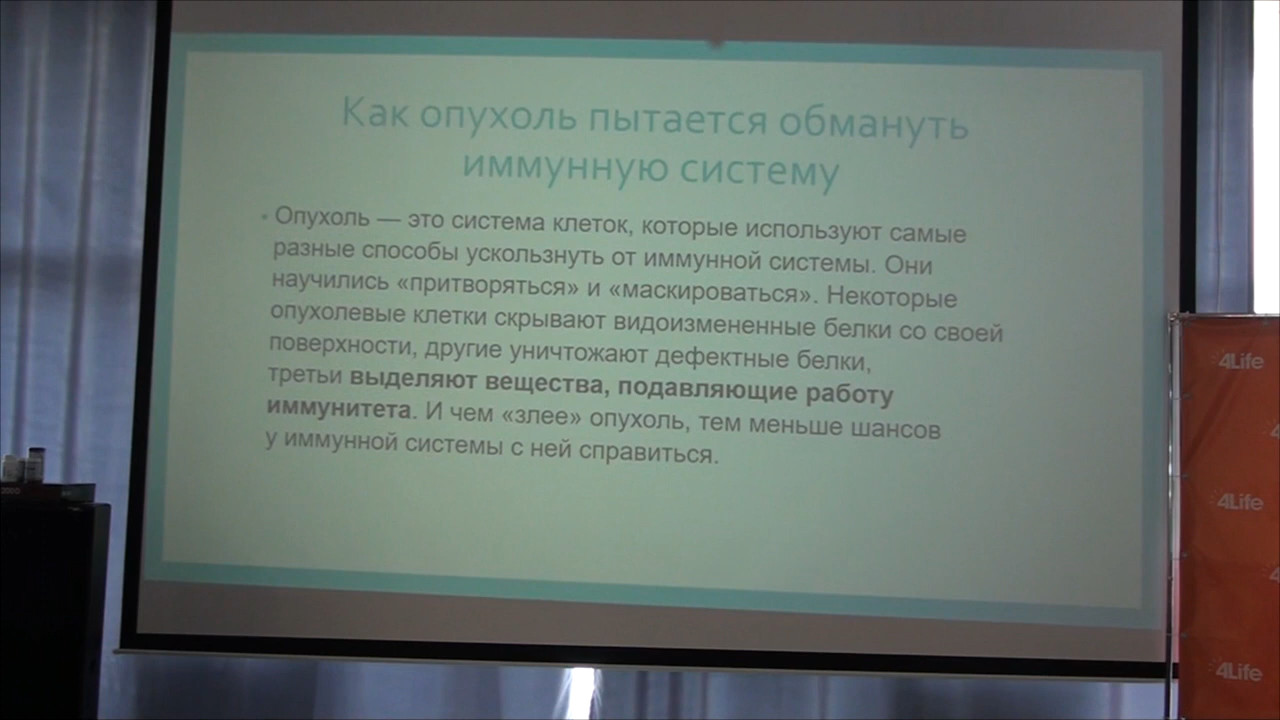 Как опухоль пытается обмануть
иммунную систему
• Опухоль — это система клеток, которые используют самые
разные способы ускользнуть от иммунной системы. Они
научились «притворяться» и «маскироваться». Некоторые
опухолевые клетки скрывают видоизмененные белки со своей
поверхности, другие уничтожают дефектные белки,
третьи выделяют вещества, подавляющие работу
иммунитета. И чем «злее» опухоль, тем меньше шансов
у иммунной системы с ней справиться.
4Life
4Life
4Life